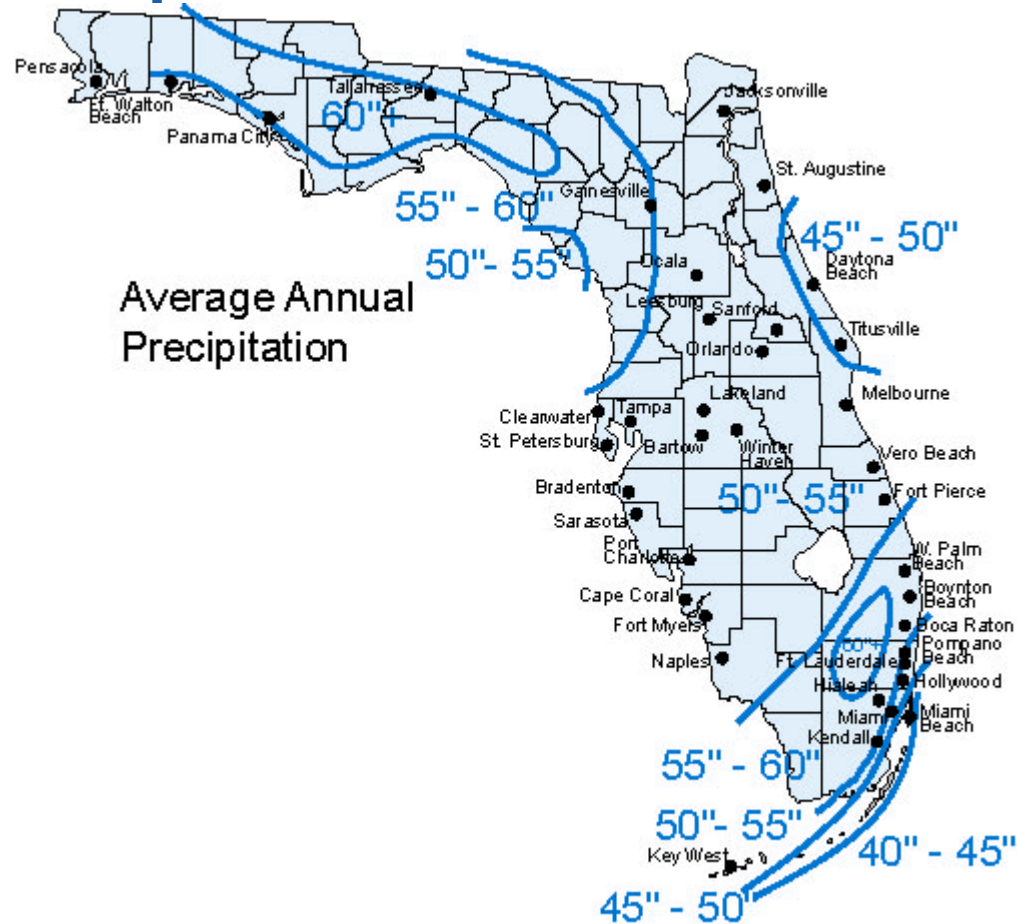 Pensacola
Ft. Walton
Beach
Panama City
Tallahassee
60"+
Jacksonville
St. Augustine
Gainesville
55" - 60"
45" - 50"
50"- 55"
Daytona
Beach
Ocala
Average Annual
Precipitation
Leesburg
Sanford
Titusville
Orlando
Lakeland
Melbourne
Clearwater
Tampa
St. Petersburg
Bartow
Winter
Haven
Vero Beach
Bradenton
50"- 55"
Fort Pierce
Sarasota
Port
Charlotte
W. Palm
Beach
Cape Coral
Boynton
Beach
Fort Myers
Boca Raton
60"+
Pompano
Beach
Naples
Ft. Lauderdale
Hollywood
Hialeah
Miami
Miami
Beach
Kendall
55" - 60"
50"- 55"
40" - 45"
Key West
45" - 50"